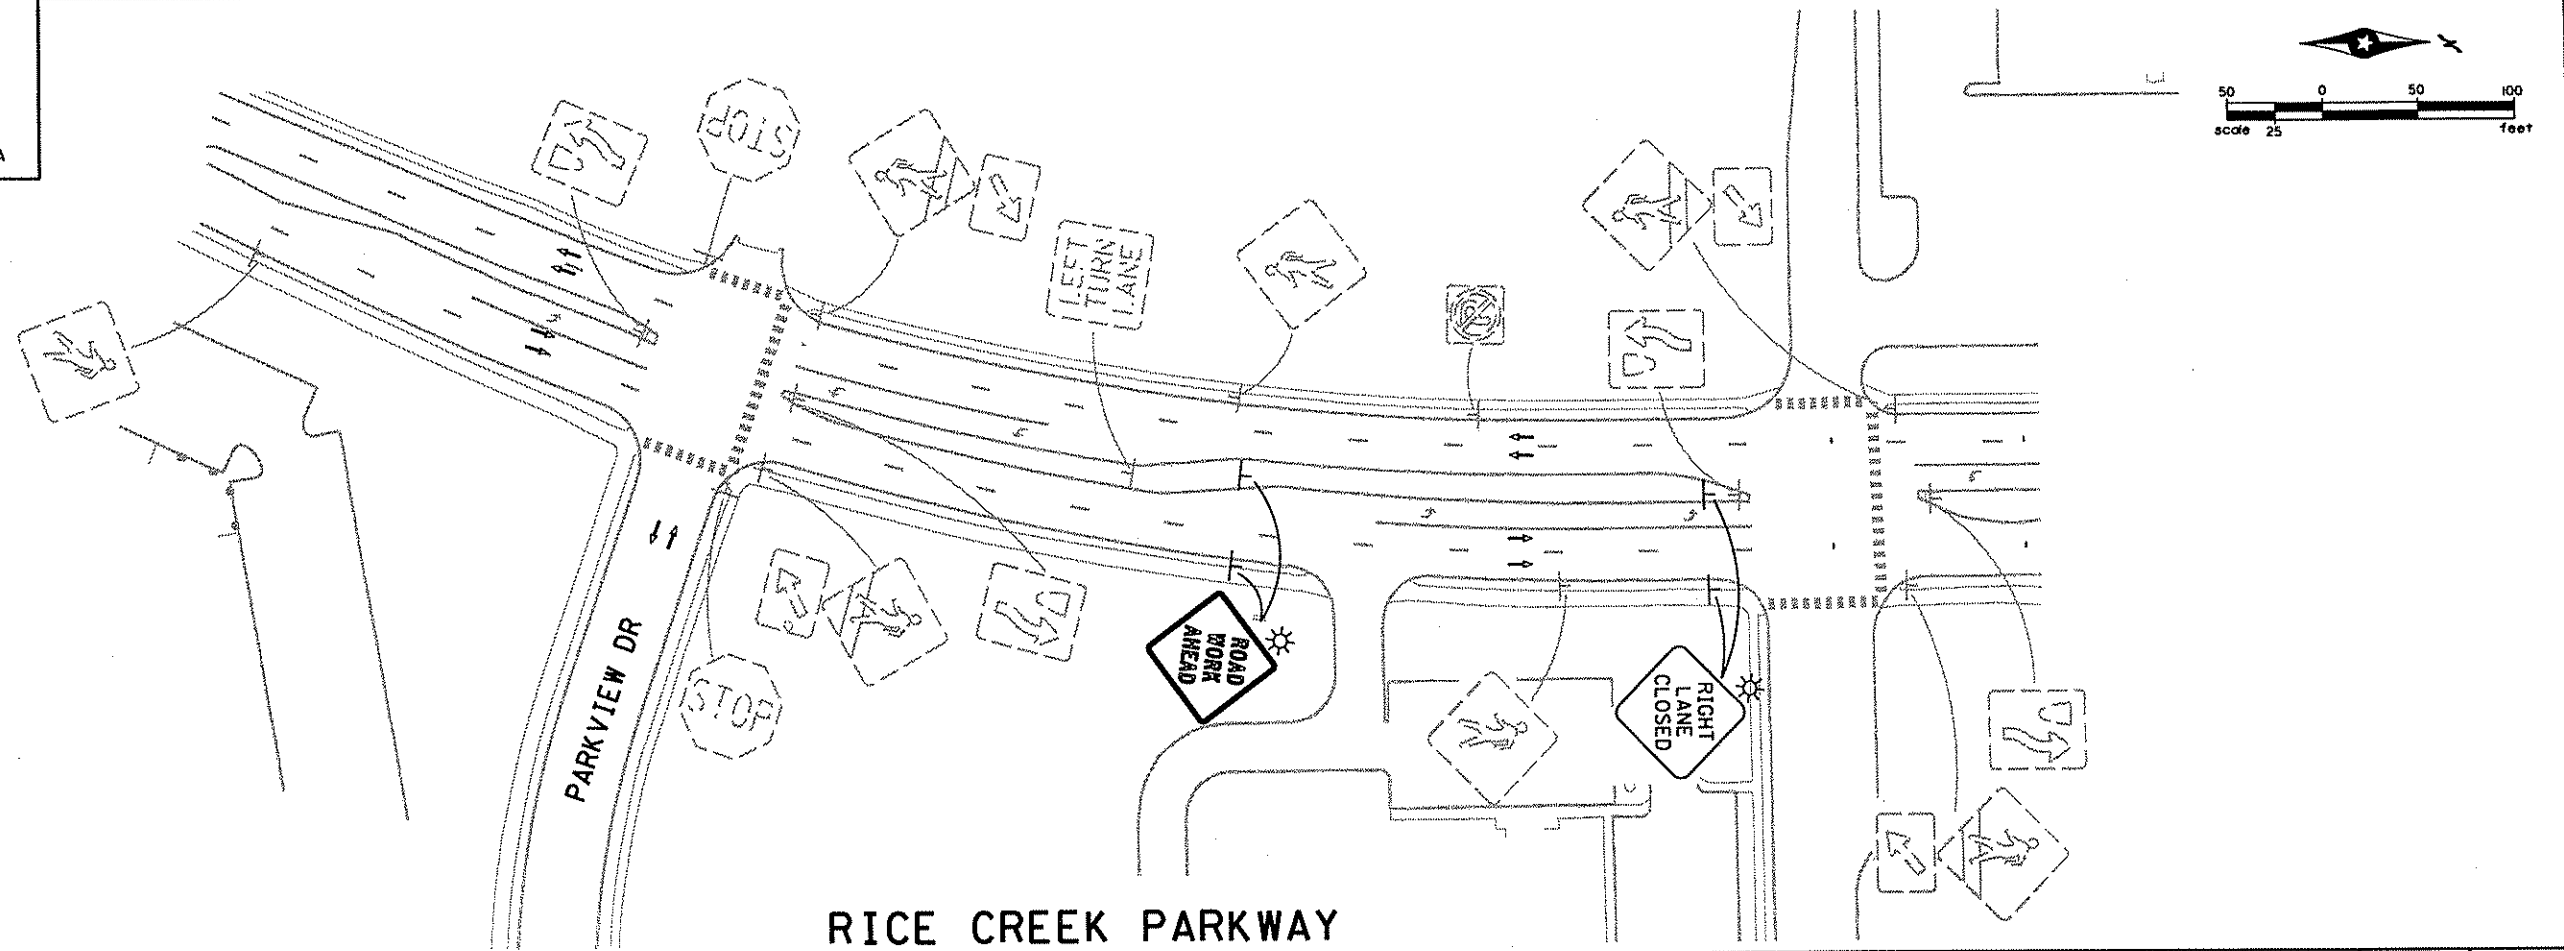 A
50 0 50 100
scale 25 feet
STOP
LEFT
TURN
LANE
ROAD
WORK
AHEAD
RIGHT
LANE
CLOSED
STOP
PARKVIEW DR
RICE CREEK PARKWAY